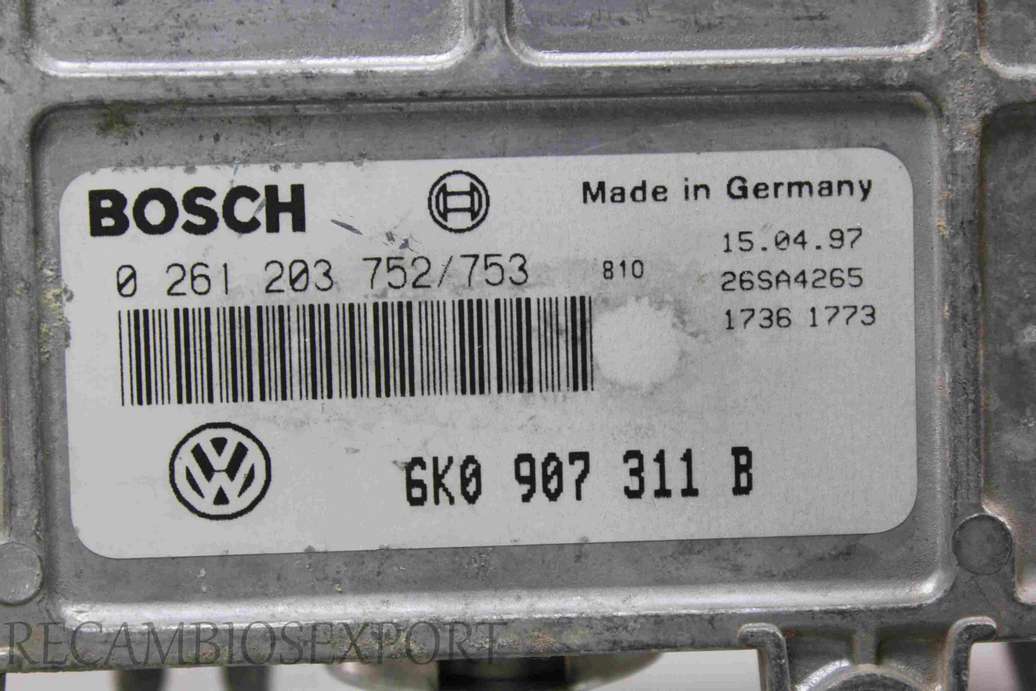 BOSCH
Made in Germany
0 261 203 752/753
810
15.04.97
26SA4265
1736 1773
6K0 907 311 B
RECAMBIOSEXPORT